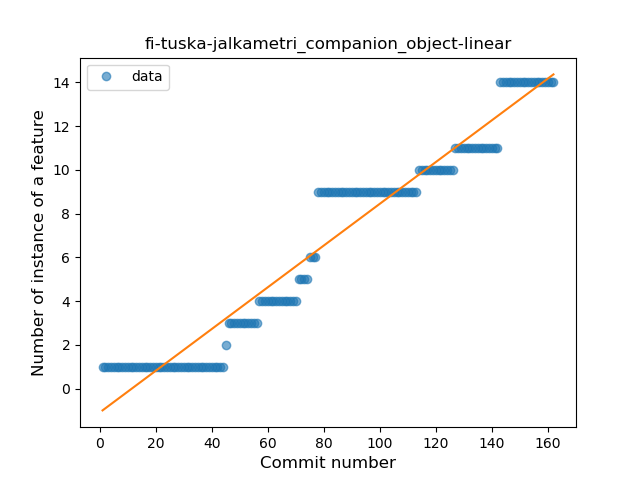 fi-tuska-jalkametri_companion_object-linear
data
Number of instance of a feature
14
12
10
8
6
4
2
0
0 20 40 60 80 100 120 140 160
Commit number